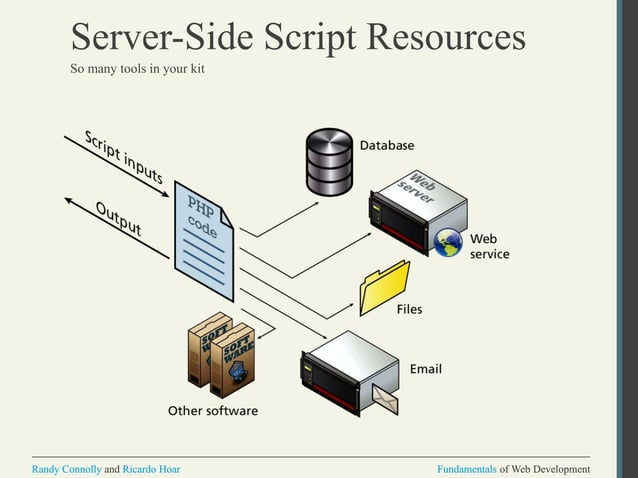 Server-Side Script Resources
So many tools in your kit
Script inputs
Output
PHP
code
Database
Web
server
Web
service
Files
Email
SOFT
WARE
SOFT
WARE
Other software
Randy Connolly and Ricardo Hoar
Fundamentals of Web Development